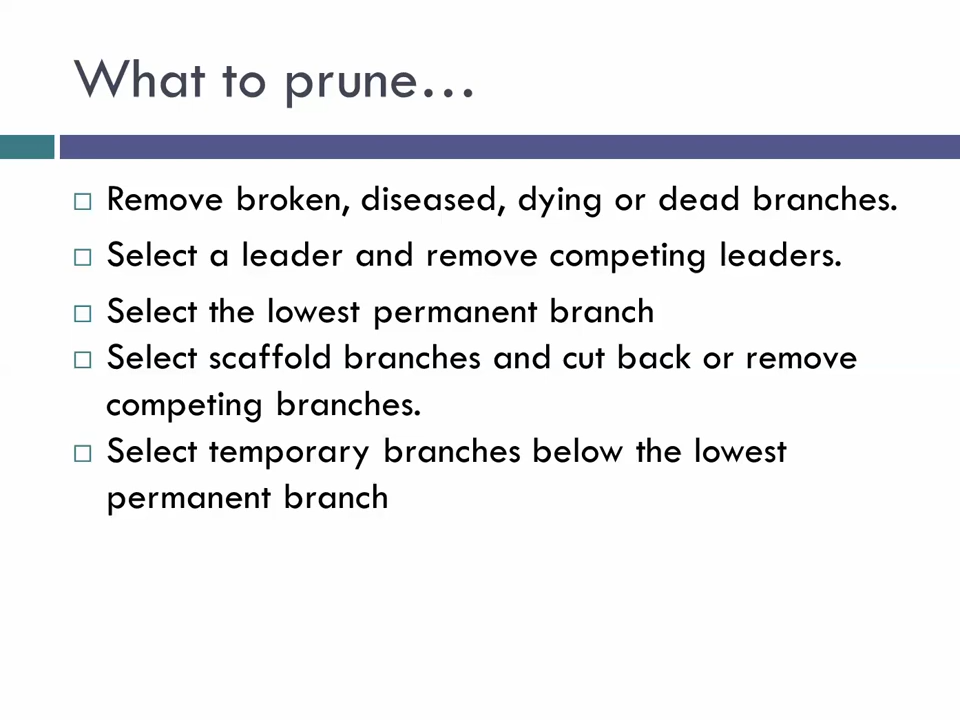 What to prune…
Remove broken, diseased, dying or dead branches.
Select a leader and remove competing leaders.
Select the lowest permanent branch
Select scaffold branches and cut back or remove
competing branches.
Select temporary branches below the lowest
permanent branch